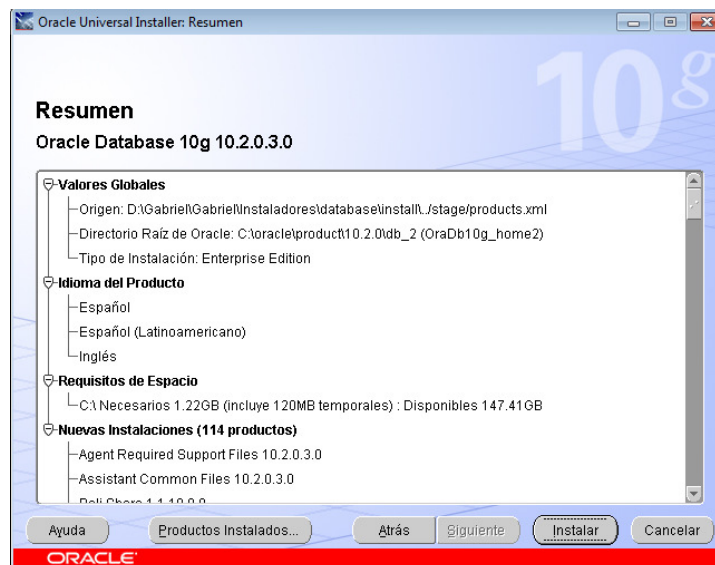 Oracle Universal Installer: Resumen
10g
Resumen
Oracle Database 10g 10.2.0.3.0
Valores Globales
Origen: D:\Gabriel\Gabriel\Instaladores\database\install\../stage/products.xml
Directorio Raíz de Oracle: C:\oracle\product\10.2.0\db_2 (OraDb10g_home2)
Tipo de Instalación: Enterprise Edition
Idioma del Producto
Español
Español (Latinoamericano)
Inglés
Requisitos de Espacio
C:\ Necesarios 1.22GB (incluye 120MB temporales) : Disponibles 147.41GB
Nuevas Instalaciones (114 productos)
Agent Required Support Files 10.2.0.3.0
Assistant Common Files 10.2.0.3.0
Ayuda Productos Instalados... Atrás Siguiente Instalar Cancelar
ORACLE